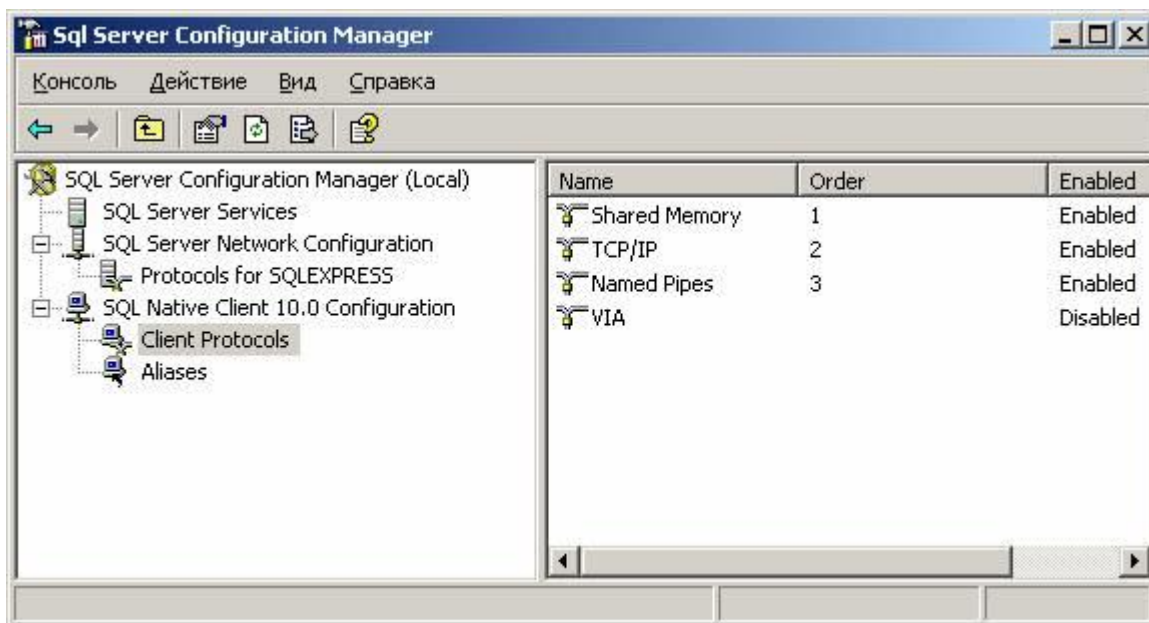 Sql Server Configuration Manager
Консоль Действие Вид Справка
SQL Server Configuration Manager (Local)
SQL Server Services
SQL Server Network Configuration
Protocols for SQLEXPRESS
SQL Native Client 10.0 Configuration
Client Protocols
Aliases
Name Order Enabled
Shared Memory 1 Enabled
TCP/IP 2 Enabled
Named Pipes 3 Enabled
VIA Disabled